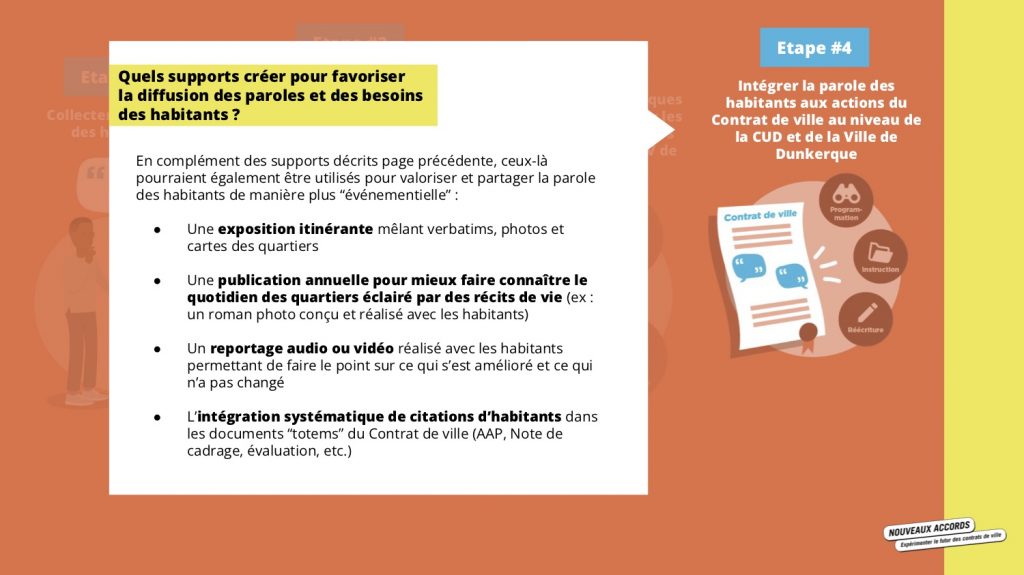 Quels supports créer pour favoriser
la diffusion des paroles et des besoins
des habitants ?
En complément des supports décrits page précédente, ceux-là
pourraient également être utilisés pour valoriser et partager la parole
des habitants de manière plus “événementielle” :
● Une exposition itinérante mêlant verbatims, photos et
cartes des quartiers
● Une publication annuelle pour mieux faire connaître le
quotidien des quartiers éclairé par des récits de vie (ex :
un roman photo conçu et réalisé avec les habitants)
● Un reportage audio ou vidéo réalisé avec les habitants
permettant de faire le point sur ce qui s’est amélioré et ce qui
n’a pas changé
● L’intégration systématique de citations d’habitants dans
les documents “totems” du Contrat de ville (AAP, Note de
cadrage, évaluation, etc.)
Etape #4
Intégrer la parole des
habitants aux actions du
Contrat de ville au niveau de
la CUD et de la Ville de
Dunkerque
Contrat de ville
Program-
mation
Instruction
Réécriture
NOUVEAUX ACCORDS
Expérimenter le futur des contrats de ville